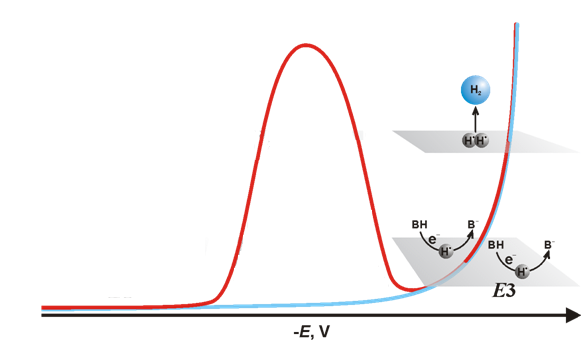 H₂
H• H•
BH B⁻
e⁻
H•
BH B⁻
e⁻
H•
E3
-E, V